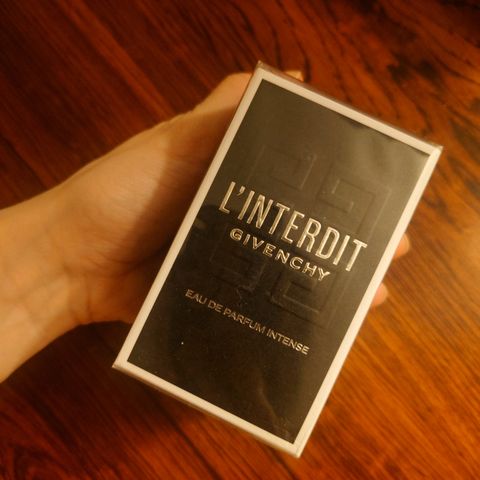 L'INTERDIT
GIVENCHY
EAU DE PARFUM INTENSE